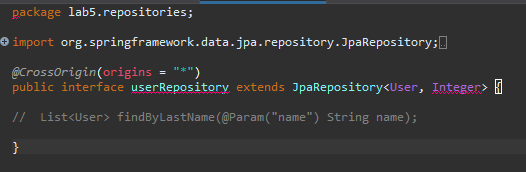 package lab5.repositories;
import org.springframework.data.jpa.repository.JpaRepository;
@CrossOrigin(origins = "*")
public interface userRepository extends JpaRepository<User, Integer> {
//  List<User> findByLastName(@Param("name") String name);
}